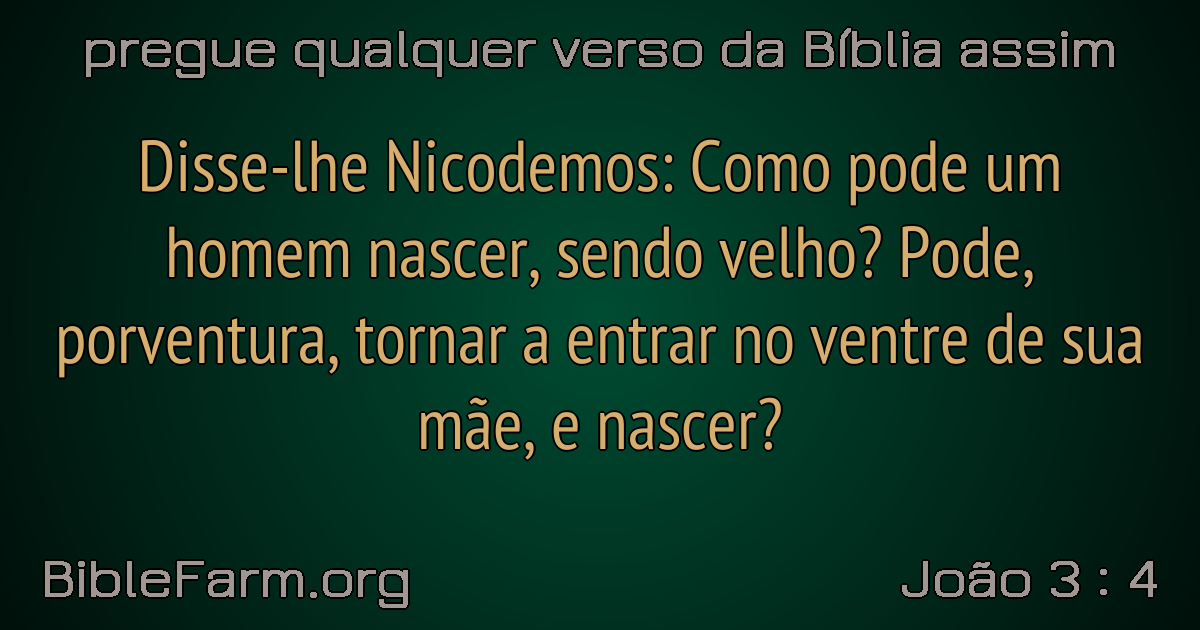 pregue qualquer verso da Bíblia assim
Disse-lhe Nicodemos: Como pode um
homem nascer, sendo velho? Pode,
porventura, tornar a entrar no ventre de sua
mãe, e nascer?
BibleFarm.org
João 3 : 4